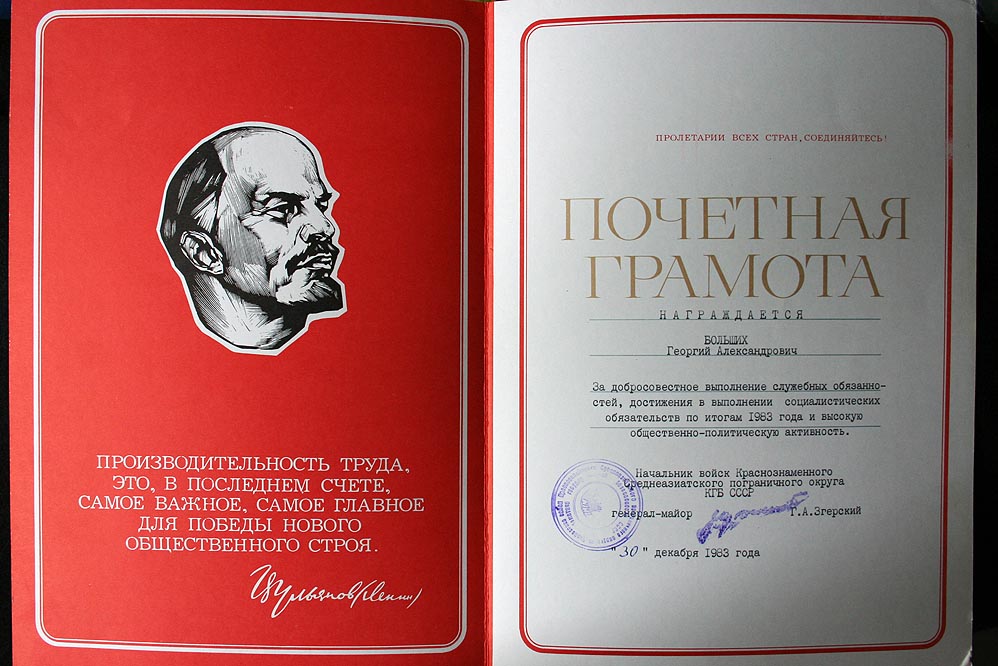 ПРОИЗВОДИТЕЛЬНОСТЬ ТРУДА,
ЭТО, В ПОСЛЕДНЕМ СЧЕТЕ,
САМОЕ ВАЖНОЕ, САМОЕ ГЛАВНОЕ
ДЛЯ ПОБЕДЫ НОВОГО
ОБЩЕСТВЕННОГО СТРОЯ.
В.Ульянов (Ленин)
ПРОЛЕТАРИИ ВСЕХ СТРАН, СОЕДИНЯЙТЕСЬ!
ПОЧЕТНАЯ
ГРАМОТА
НАГРАЖДАЕТСЯ
БОЛЬШИХ
Георгий Александрович
За добросовестное выполнение служебных обязанно-
стей, достижения в выполнении социалистических
обязательств по итогам 1983 года и высокую
общественно-политическую активность.
Начальник войск Краснознаменного
Среднеазиатского пограничного округа
КГБ СССР
генерал-майор Г.А.Згерский
"30" декабря 1983 года